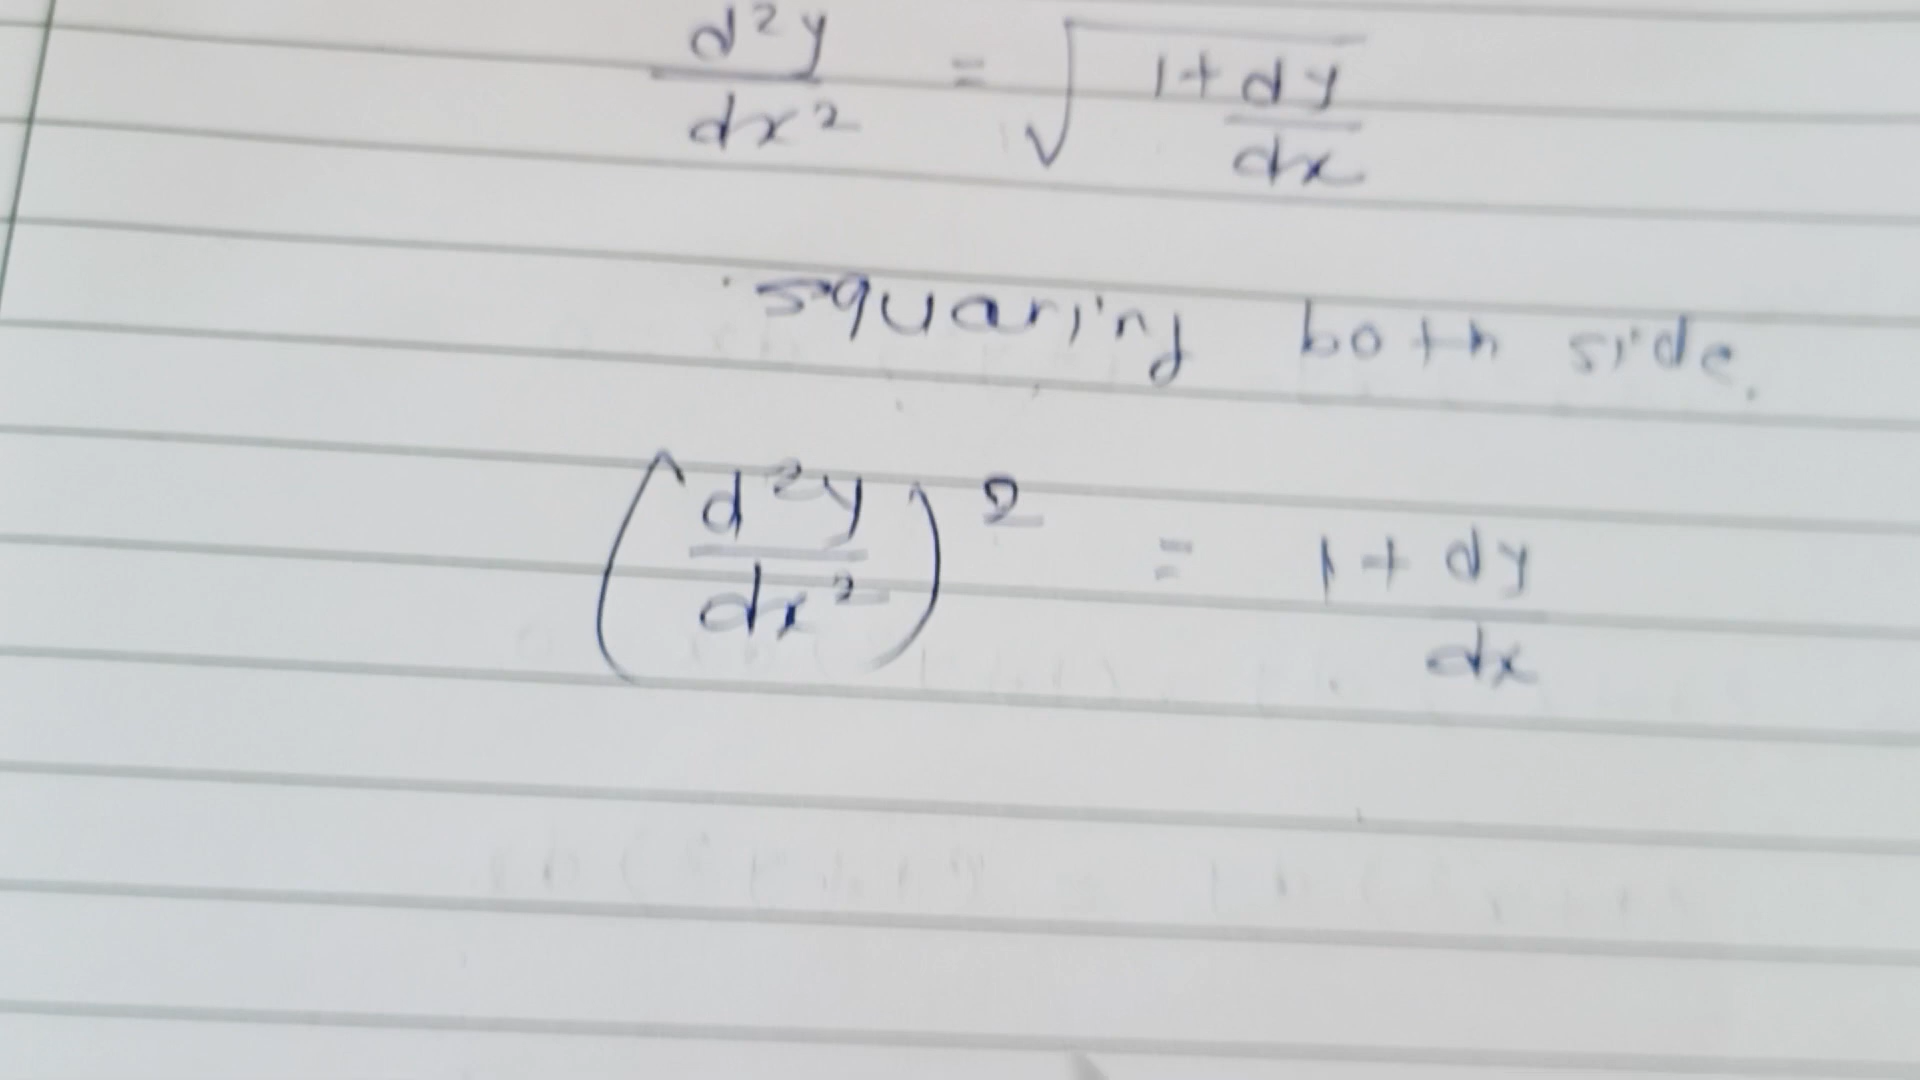 d²y/dx² = √(1+dy/dx)
squaring both side.
(d²y/dx²)² = 1+dy/dx